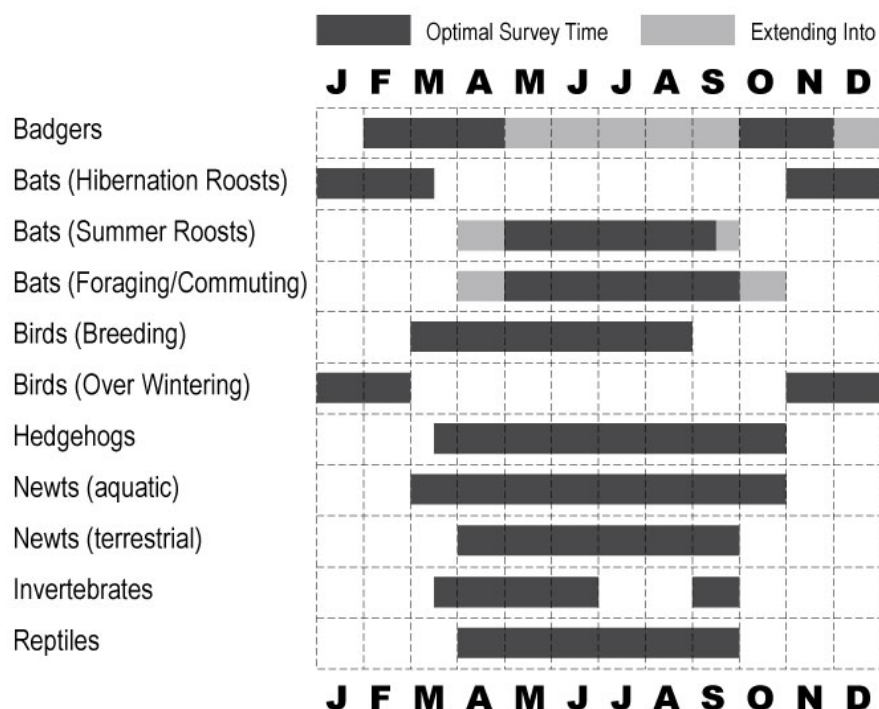 Optimal Survey Time Extending Into
J F M A M J J A S O N D
Badgers
Bats (Hibernation Roosts)
Bats (Summer Roosts)
Bats (Foraging/Commuting)
Birds (Breeding)
Birds (Over Wintering)
Hedgehogs
Newts (aquatic)
Newts (terrestrial)
Invertebrates
Reptiles
J F M A M J J A S O N D